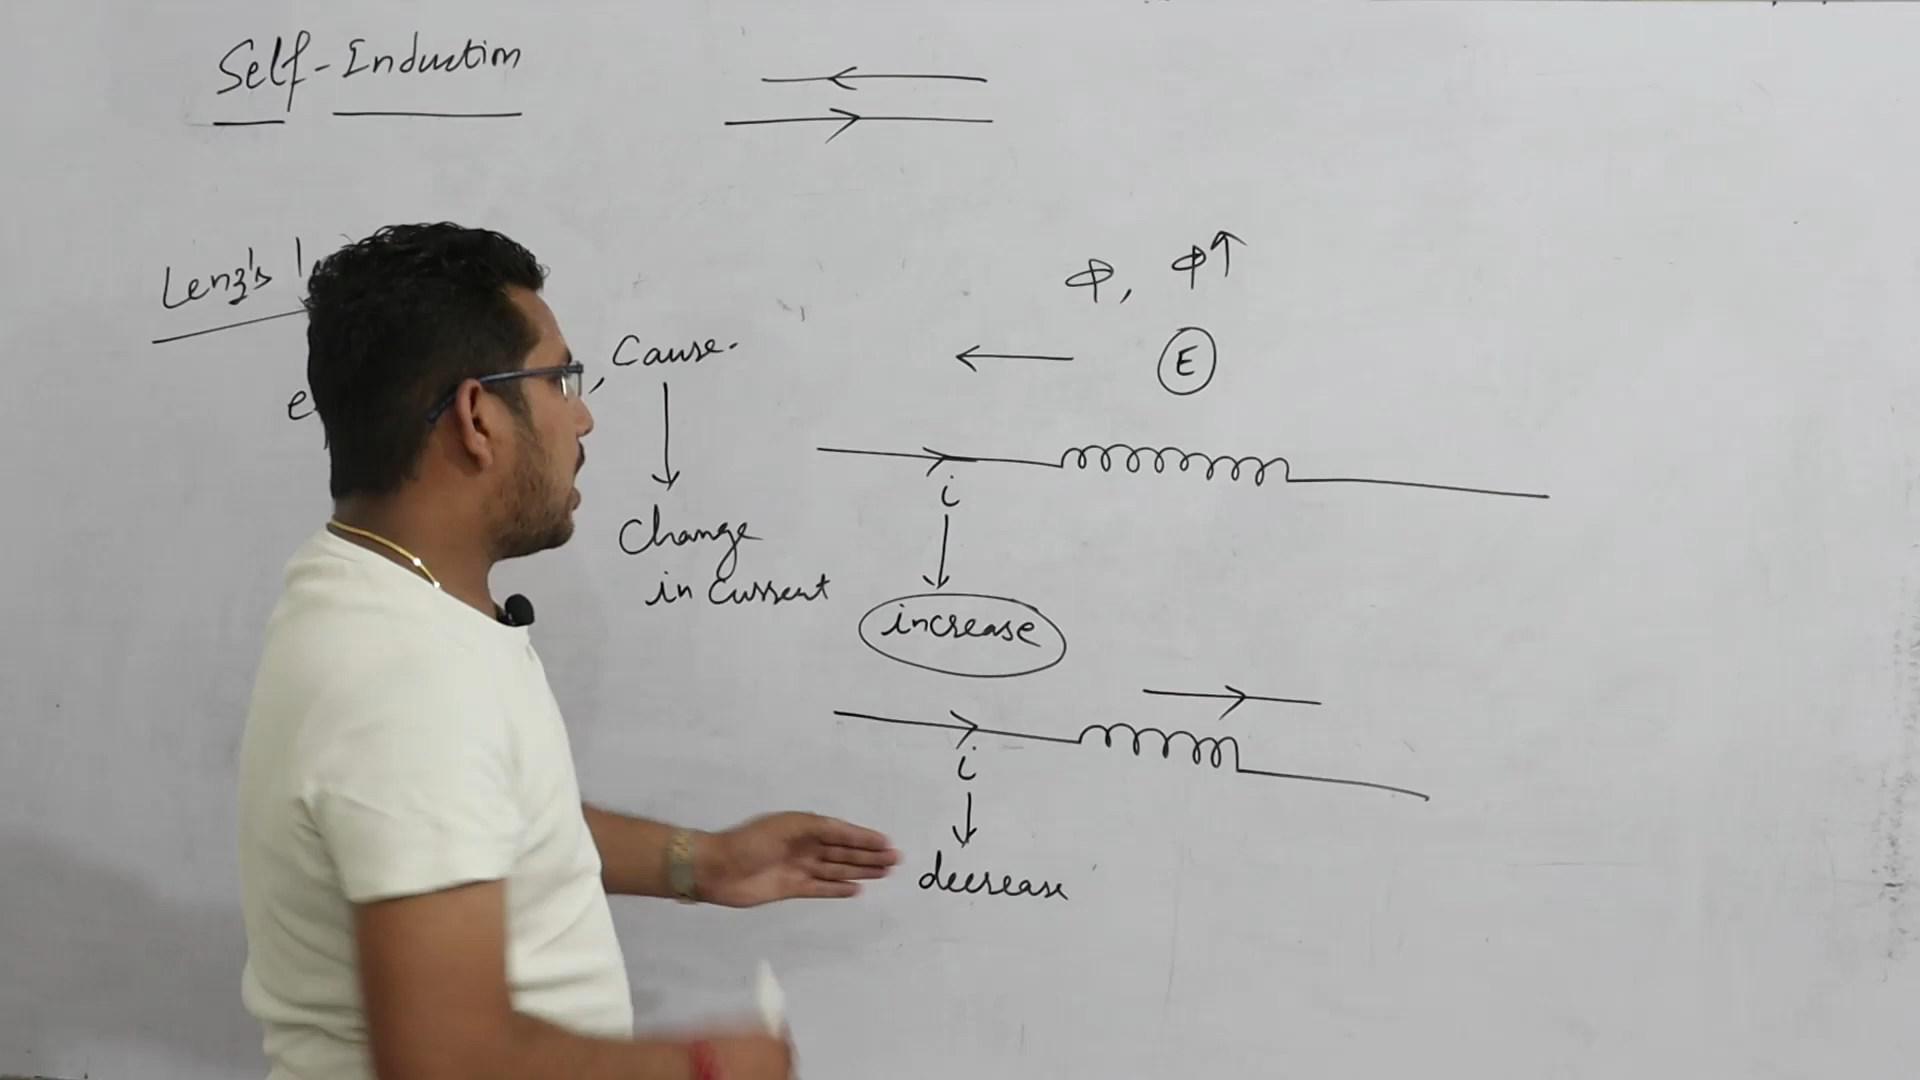 Self-Induction
Lenz's
Φ, Φ↑
Cause.
E
i
Change
in Current
increase
i
decrease